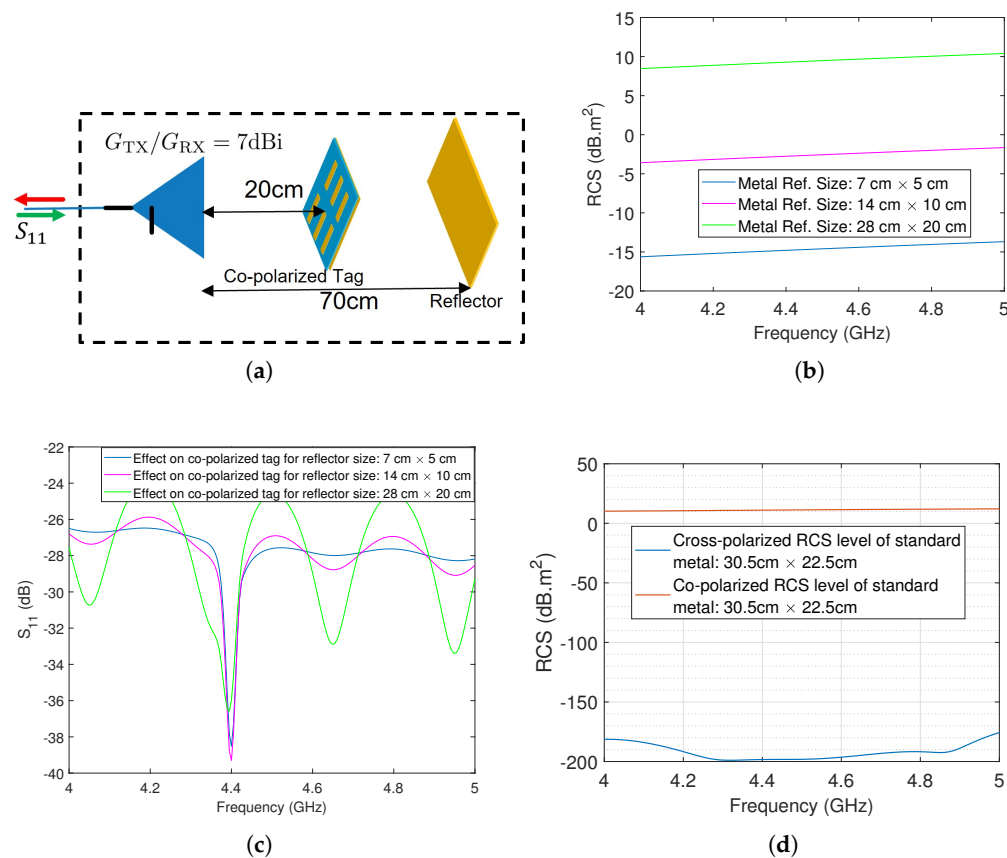 G_TX/G_RX = 7dBi
20cm
S_11
Co-polarized Tag
70cm
Reflector
(a)
15
10
5
0
-5
-10
-15
-20
RCS (dB.m²)
Metal Ref. Size: 7 cm × 5 cm
Metal Ref. Size: 14 cm × 10 cm
Metal Ref. Size: 28 cm × 20 cm
4 4.2 4.4 4.6 4.8 5
Frequency (GHz)
(b)
-22
-24
-26
-28
-30
-32
-34
-36
-38
-40
S_11 (dB)
Effect on co-polarized tag for reflector size: 7 cm × 5 cm
Effect on co-polarized tag for reflector size: 14 cm × 10 cm
Effect on co-polarized tag for reflector size: 28 cm × 20 cm
4 4.2 4.4 4.6 4.8 5
Frequency (GHz)
(c)
50
0
-50
-100
-150
-200
RCS (dB.m²)
Cross-polarized RCS level of standard
metal: 30.5cm × 22.5cm
Co-polarized RCS level of standard
metal: 30.5cm × 22.5cm
4 4.2 4.4 4.6 4.8 5
Frequency (GHz)
(d)